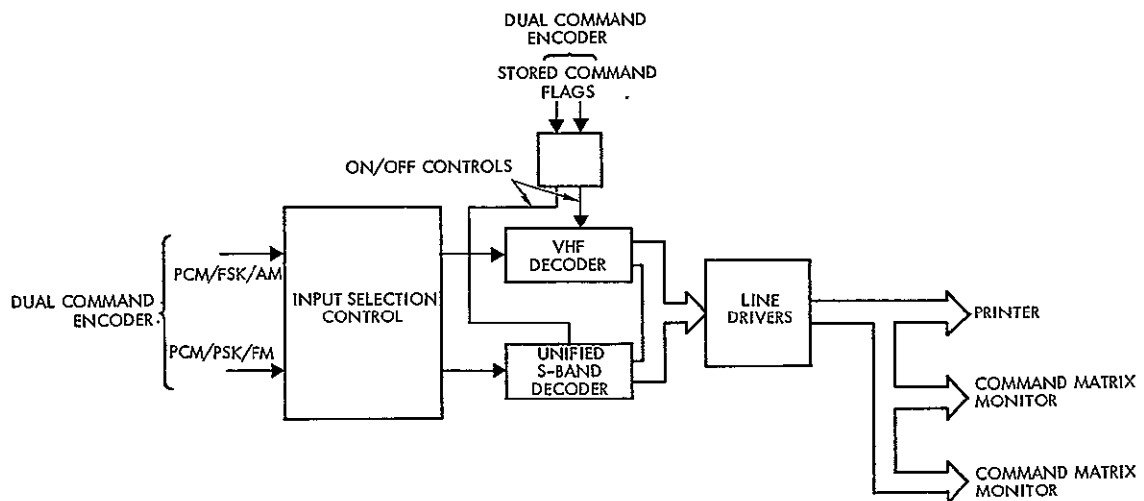 DUAL COMMAND
ENCODER
STORED COMMAND
FLAGS
ON/OFF CONTROLS
DUAL COMMAND
ENCODER
PCM/FSK/AM
PCM/PSK/FM
INPUT SELECTION
CONTROL
VHF
DECODER
UNIFIED
S-BAND
DECODER
LINE
DRIVERS
PRINTER
COMMAND MATRIX
MONITOR
COMMAND MATRIX
MONITOR